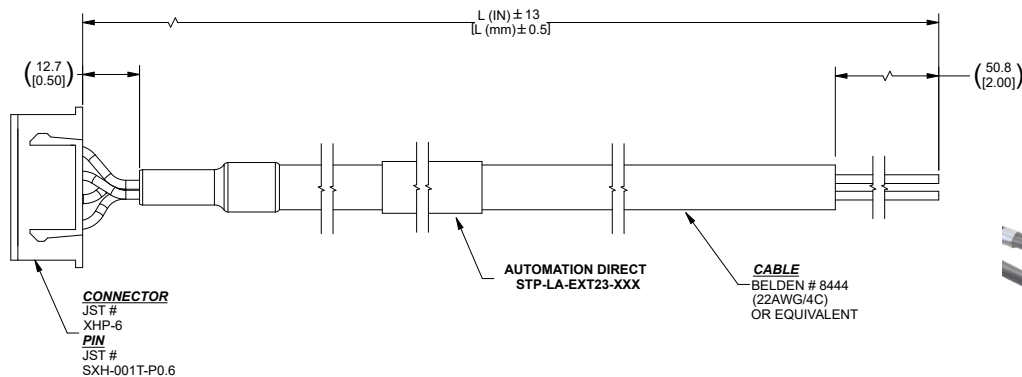 L (IN) ± 13
[L (mm) ± 0.5]
(12.7
[0.50])
(50.8
[2.00])
AUTOMATION DIRECT
STP-LA-EXT23-XXX
CABLE
BELDEN # 8444
(22AWG/4C)
OR EQUIVALENT
CONNECTOR
JST #
XHP-6
PIN
JST #
SXH-001T-P0.6